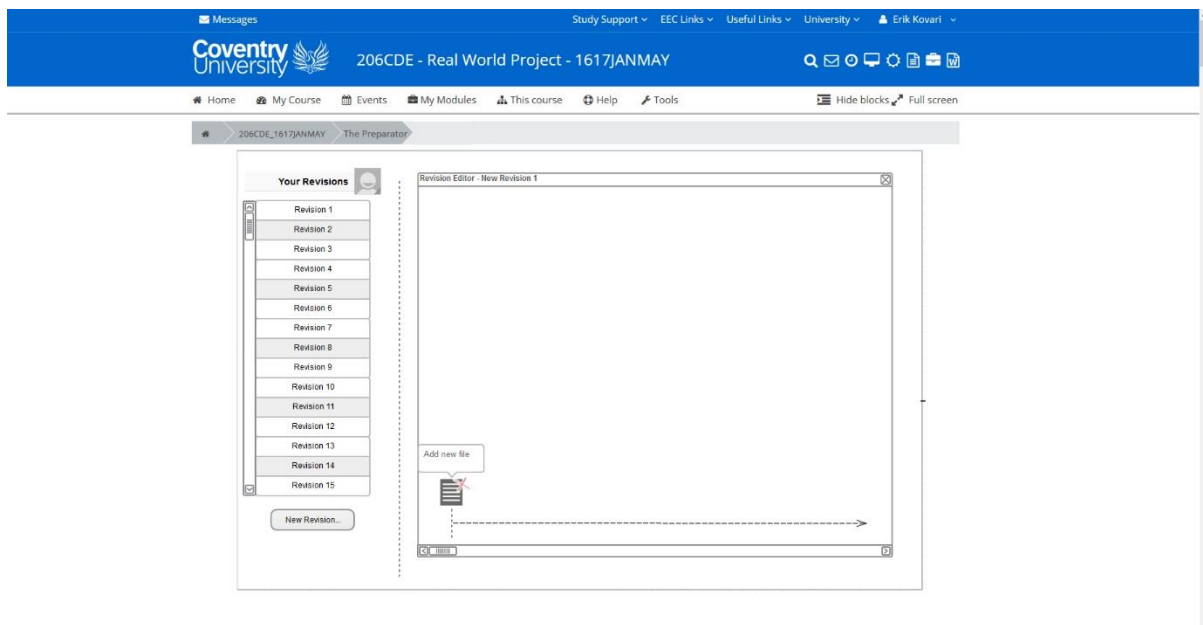 Messages Study Support EEC Links Useful Links University Erik Kovari
Coventry University
206CDE - Real World Project - 1617JANMAY
Home My Course Events My Modules This course Help Tools Hide blocks Full screen
206CDE_1617JANMAY The Preparator
Your Revisions
Revision 1
Revision 2
Revision 3
Revision 4
Revision 5
Revision 6
Revision 7
Revision 8
Revision 9
Revision 10
Revision 11
Revision 12
Revision 13
Revision 14
Revision 15
New Revision...
Revision Editor - New Revision 1
Add new file